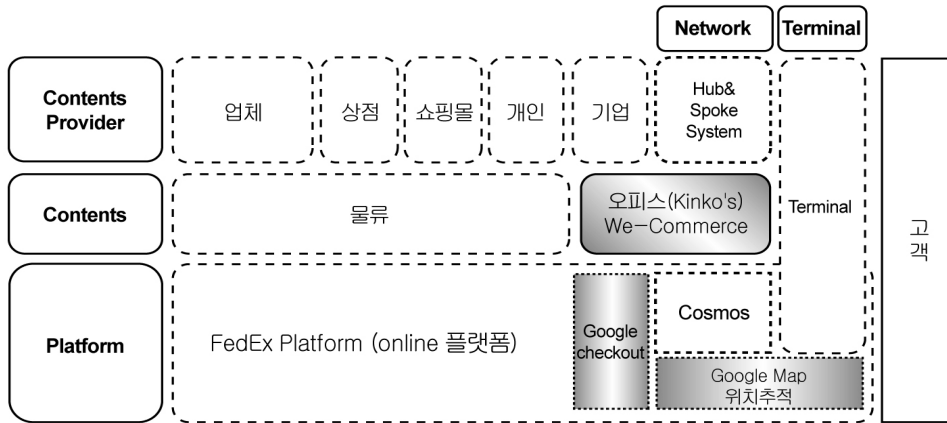 Network
Terminal
Contents
Provider
업체
상점
쇼핑몰
개인
기업
Hub&
Spoke
System
Contents
물류
오피스(Kinko's)
We-Commerce
Terminal
고객
Platform
FedEx Platform (online 플랫폼)
Google
checkout
Cosmos
Google Map
위치추적